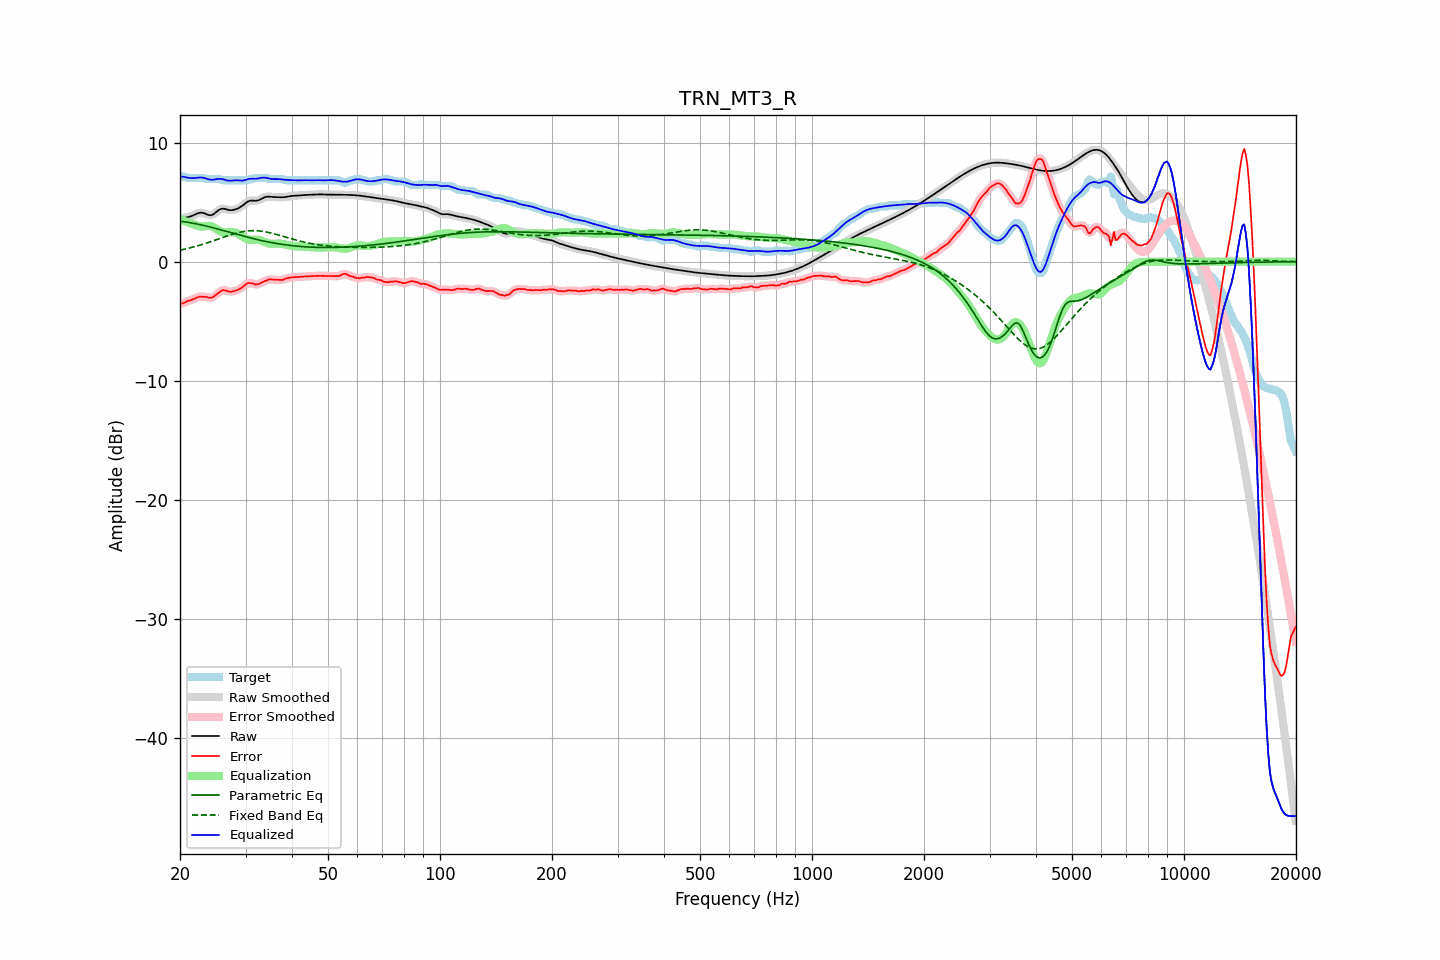 TRN_MT3_R
10
0
−10
−20
−30
−40
Amplitude (dBr)
20
50
100
200
500
1000
2000
5000
10000
20000
Frequency (Hz)
Target
Raw Smoothed
Error Smoothed
Raw
Error
Equalization
Parametric Eq
Fixed Band Eq
Equalized